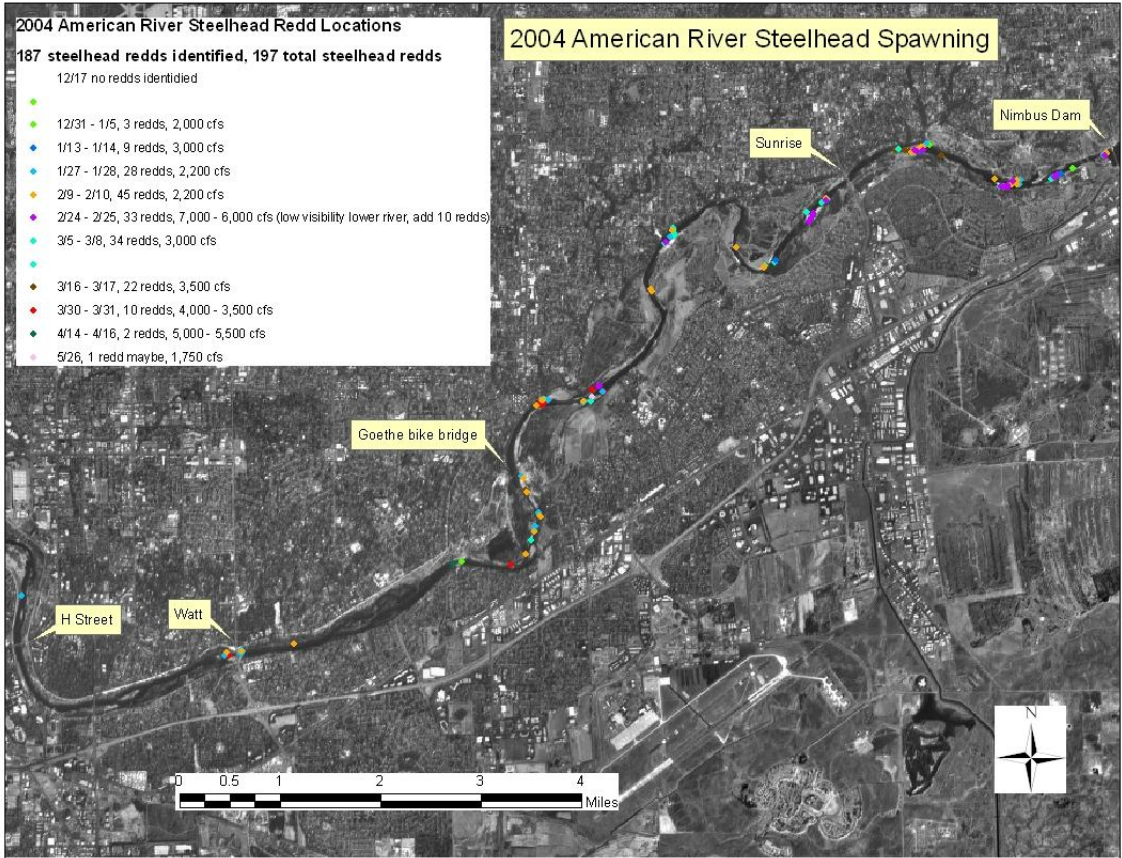 2004 American River Steelhead Redd Locations
187 steelhead redds identified, 197 total steelhead redds
12/17 no redds identidied
12/31 - 1/5, 3 redds, 2,000 cfs
1/13 - 1/14, 9 redds, 3,000 cfs
1/27 - 1/28, 28 redds, 2,200 cfs
2/9 - 2/10, 45 redds, 2,200 cfs
2/24 - 2/25, 33 redds, 7,000 - 6,000 cfs (low visibility lower river, add 10 redds)
3/5 - 3/8, 34 redds, 3,000 cfs
3/16 - 3/17, 22 redds, 3,500 cfs
3/30 - 3/31, 10 redds, 4,000 - 3,500 cfs
4/14 - 4/16, 2 redds, 5,000 - 5,500 cfs
5/26, 1 redd maybe, 1,750 cfs
2004 American River Steelhead Spawning
Nimbus Dam
Sunrise
Goethe bike bridge
Watt
H Street
N
0 0.5 1 2 3 4
Miles